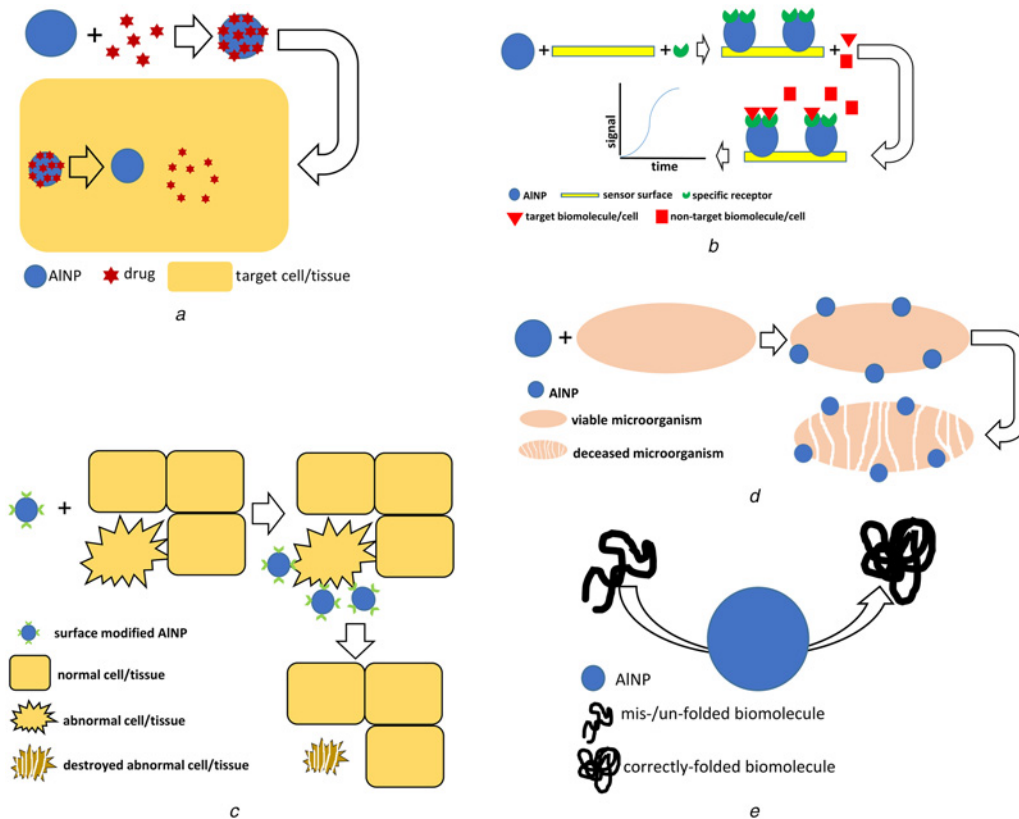 +
AlNP
drug
target cell/tissue
a
+
+
+
signal
time
AlNP
sensor surface
specific receptor
target biomolecule/cell
non-target biomolecule/cell
b
+
surface modified AlNP
normal cell/tissue
abnormal cell/tissue
destroyed abnormal cell/tissue
c
+
AlNP
viable microorganism
deceased microorganism
d
AlNP
mis-/un-folded biomolecule
correctly-folded biomolecule
e